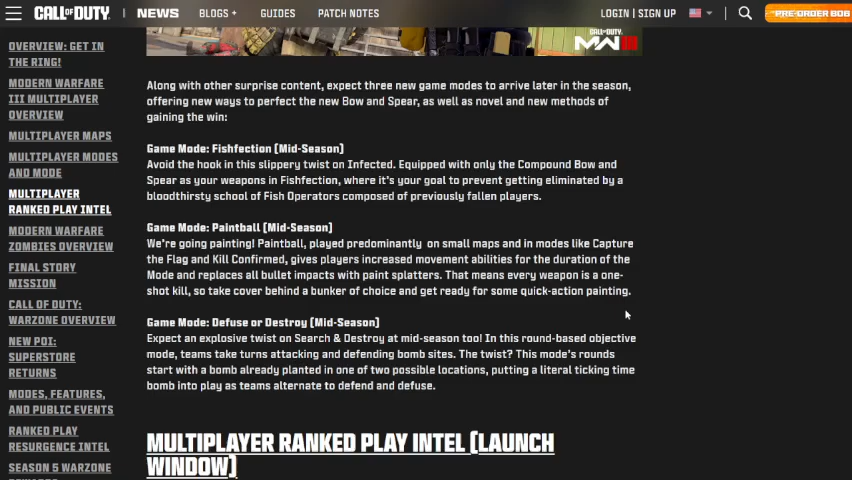 CALL OF DUTY
NEWS
BLOGS +
GUIDES
PATCH NOTES
LOGIN | SIGN UP
PRE-ORDER BO6
OVERVIEW: GET IN
THE RING!
MODERN WARFARE
III MULTIPLAYER
OVERVIEW
MULTIPLAYER MAPS
MULTIPLAYER MODES
AND MODE
MULTIPLAYER
RANKED PLAY INTEL
MODERN WARFARE
ZOMBIES OVERVIEW
FINAL STORY
MISSION
CALL OF DUTY:
WARZONE OVERVIEW
NEW POI:
SUPERSTORE
RETURNS
MODES, FEATURES,
AND PUBLIC EVENTS
RANKED PLAY
RESURGENCE INTEL
SEASON 5 WARZONE
CALL OF DUTY
MWIII
Along with other surprise content, expect three new game modes to arrive later in the season,
offering new ways to perfect the new Bow and Spear, as well as novel and new methods of
gaining the win:
Game Mode: Fishfection (Mid-Season)
Avoid the hook in this slippery twist on Infected. Equipped with only the Compound Bow and
Spear as your weapons in Fishfection, where it's your goal to prevent getting eliminated by a
bloodthirsty school of Fish Operators composed of previously fallen players.
Game Mode: Paintball (Mid-Season)
We're going painting! Paintball, played predominantly on small maps and in modes like Capture
the Flag and Kill Confirmed, gives players increased movement abilities for the duration of the
Mode and replaces all bullet impacts with paint splatters. That means every weapon is a one-
shot kill, so take cover behind a bunker of choice and get ready for some quick-action painting.
Game Mode: Defuse or Destroy (Mid-Season)
Expect an explosive twist on Search & Destroy at mid-season too! In this round-based objective
mode, teams take turns attacking and defending bomb sites. The twist? This mode's rounds
start with a bomb already planted in one of two possible locations, putting a literal ticking time
bomb into play as teams alternate to defend and defuse.
MULTIPLAYER RANKED PLAY INTEL (LAUNCH
WINDOW)